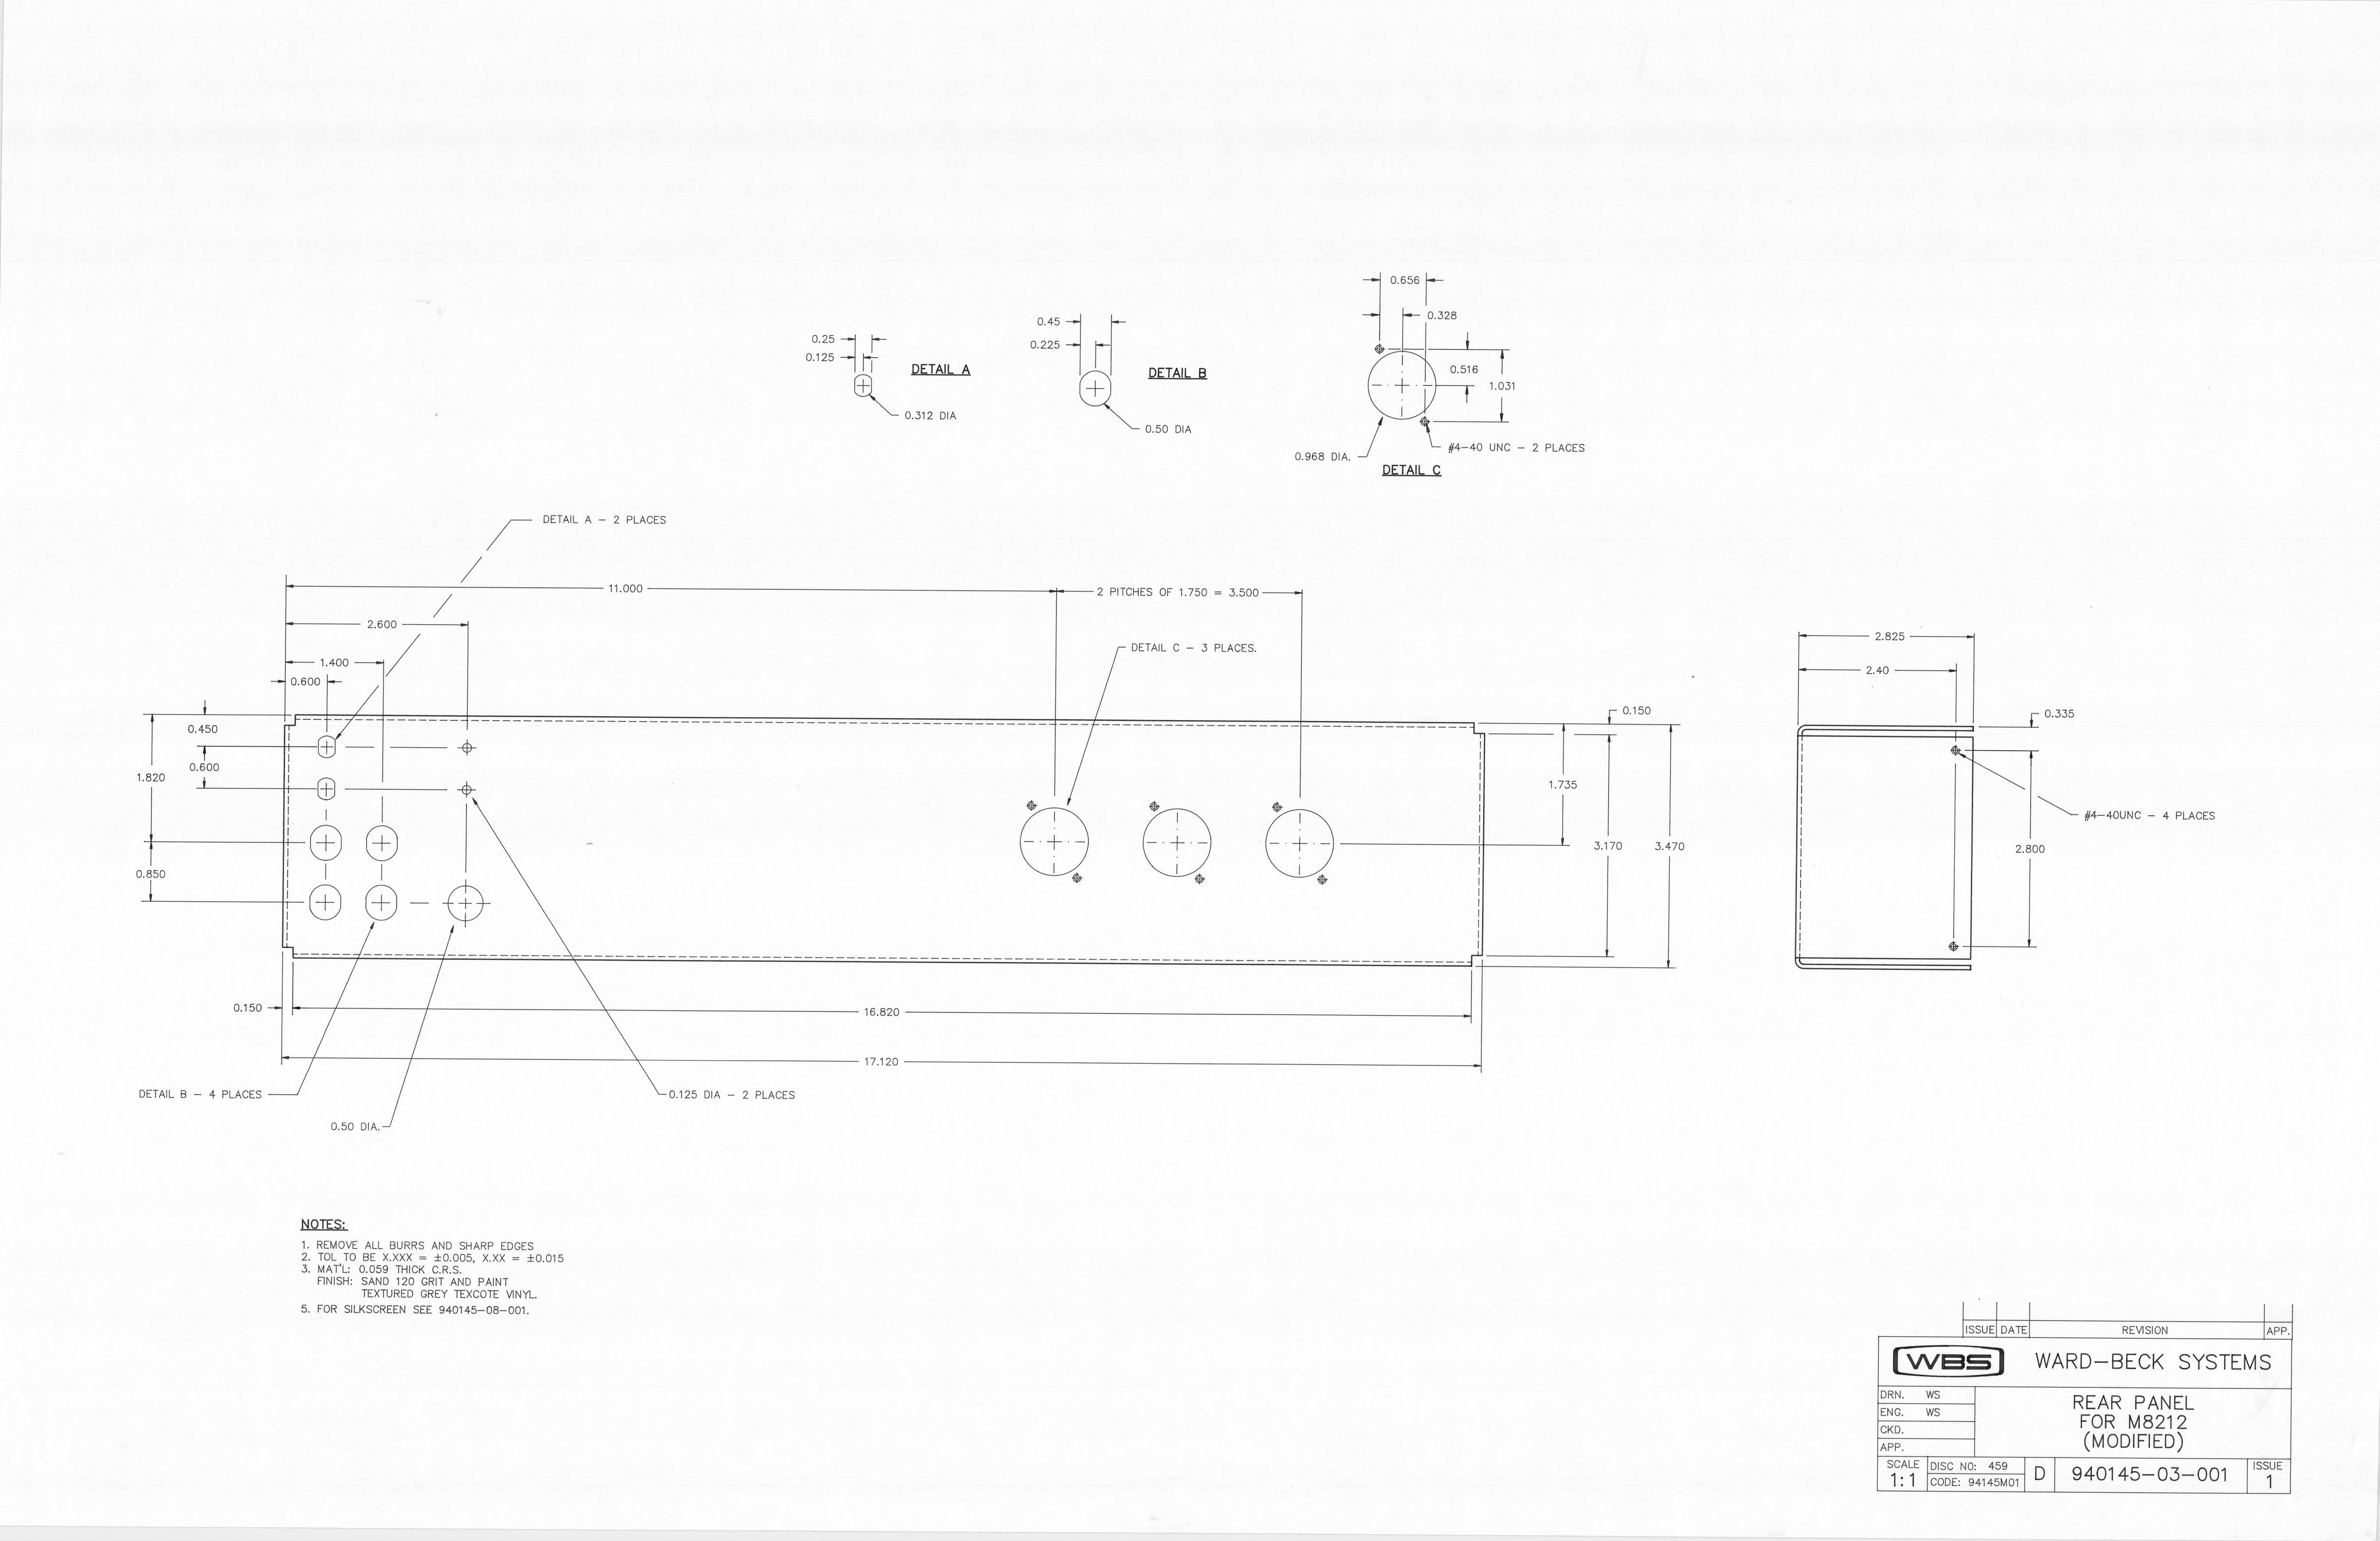 0.656
0.328
0.45
0.225
0.25
0.125
DETAIL A
DETAIL B
0.516
1.031
0.312 DIA
0.50 DIA
#4-40 UNC - 2 PLACES
0.968 DIA.
DETAIL C
DETAIL A - 2 PLACES
11.000
2 PITCHES OF 1.750 = 3.500
2.600
DETAIL C - 3 PLACES.
1.400
0.600
0.450
0.600
1.820
0.850
0.150
1.735
3.170
3.470
2.825
2.40
0.335
#4-40UNC - 4 PLACES
2.800
0.150
16.820
17.120
DETAIL B - 4 PLACES
0.125 DIA - 2 PLACES
0.50 DIA.
NOTES:
1. REMOVE ALL BURRS AND SHARP EDGES
2. TOL TO BE X.XXX = ±0.005, X.XX = ±0.015
3. MAT'L: 0.059 THICK C.R.S.
FINISH: SAND 120 GRIT AND PAINT
TEXTURED GREY TEXCOTE VINYL.
5. FOR SILKSCREEN SEE 940145-08-001.
ISSUE DATE REVISION APP.
WBS WARD-BECK SYSTEMS
DRN. WS
ENG. WS
CKD.
APP.
REAR PANEL
FOR M8212
(MODIFIED)
SCALE
1:1
DISC NO: 459
CODE: 94145M01
D
940145-03-001
ISSUE
1